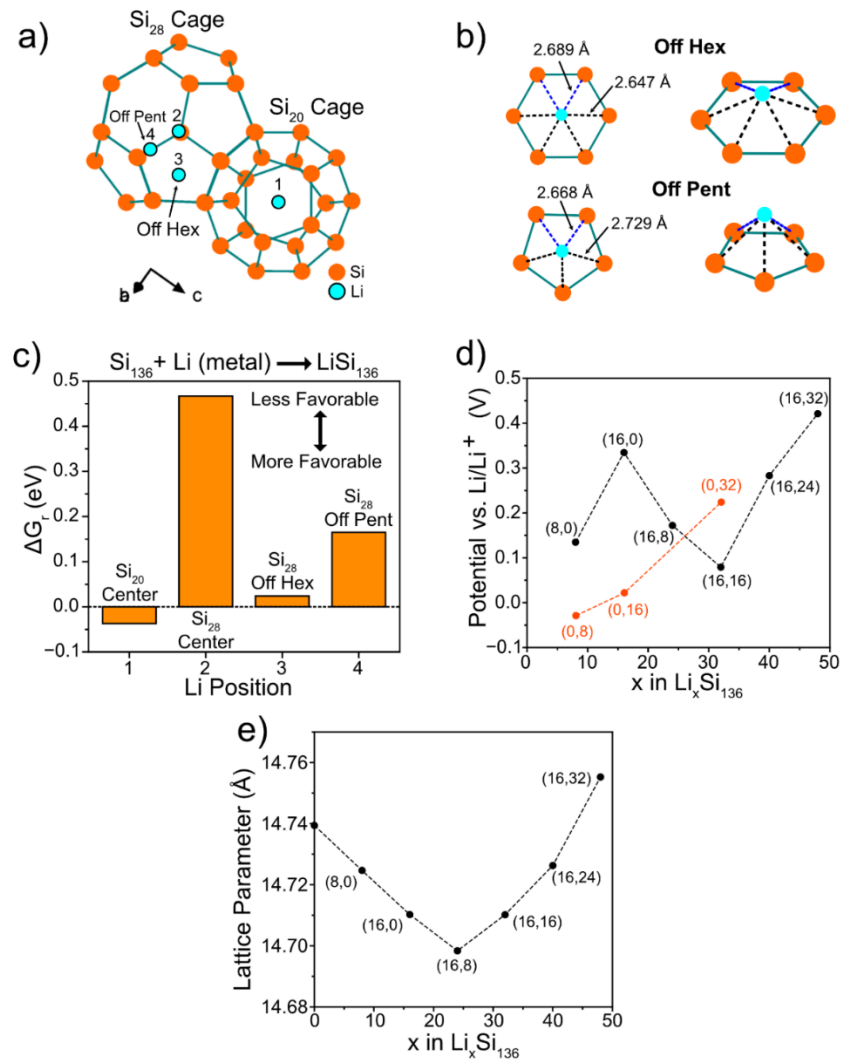 a)
Si28 Cage
Si20 Cage
Off Pent
4
2
3
1
Off Hex
c
Si
Li
b)
Off Hex
2.689 Å
2.647 Å
Off Pent
2.668 Å
2.729 Å
c)
Si136 + Li (metal) → LiSi136
0.5
0.4
0.3
0.2
0.1
0.0
−0.1
ΔGr (eV)
Less Favorable
More Favorable
Si20
Center
Si28
Center
Si28
Off Hex
Si28
Off Pent
1
2
3
4
Li Position
d)
0.5
0.4
0.3
0.2
0.1
0.0
−0.1
Potential vs. Li/Li+ (V)
(8,0)
(16,0)
(16,8)
(16,16)
(16,24)
(16,32)
(0,8)
(0,16)
(0,32)
0
10
20
30
40
50
x in LixSi136
e)
14.76
14.74
14.72
14.70
14.68
Lattice Parameter (Å)
(8,0)
(16,0)
(16,8)
(16,16)
(16,24)
(16,32)
0
10
20
30
40
50
x in LixSi136